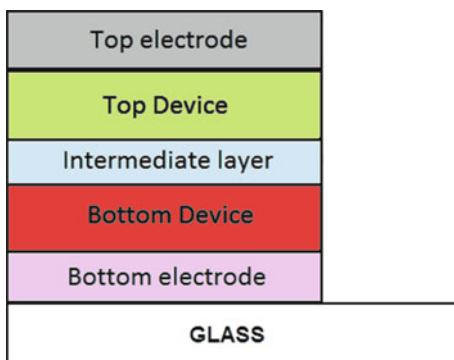 Top electrode
Top Device
Intermediate layer
Bottom Device
Bottom electrode
GLASS